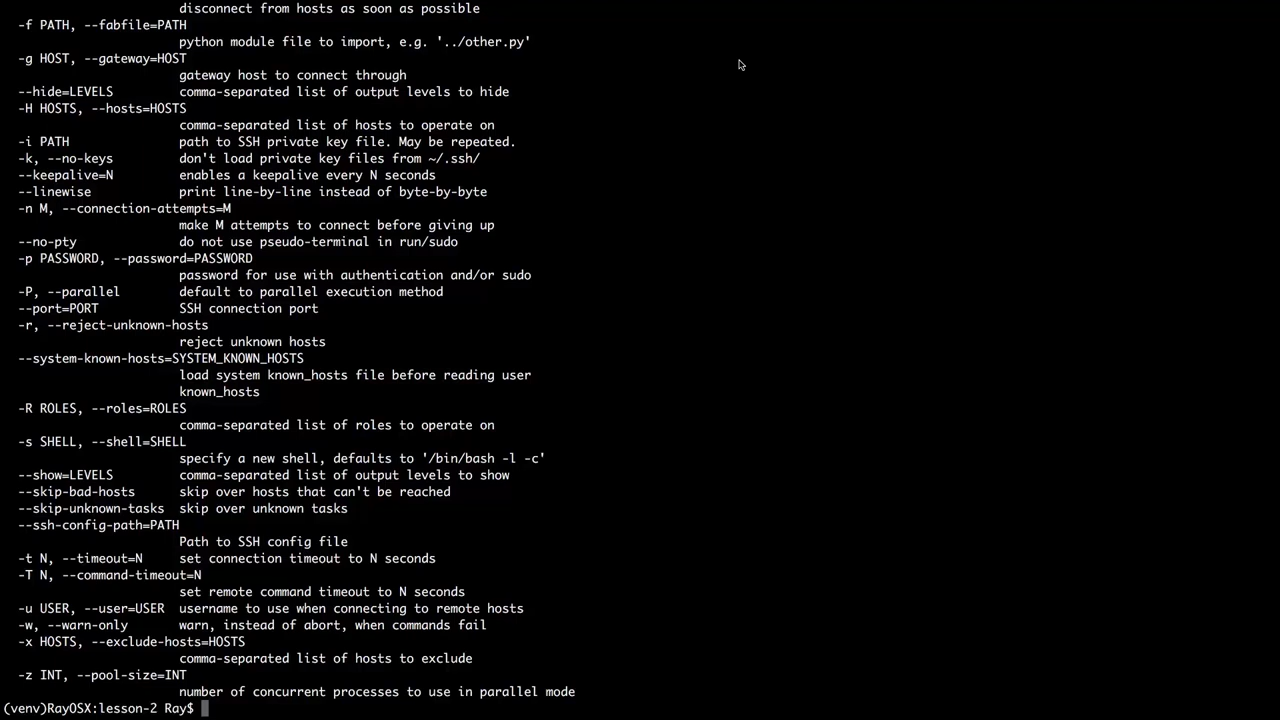 disconnect from hosts as soon as possible
-f PATH, --fabfile=PATH
python module file to import, e.g. '../other.py'
-g HOST, --gateway=HOST
gateway host to connect through
--hide=LEVELS         comma-separated list of output levels to hide
-H HOSTS, --hosts=HOSTS
comma-separated list of hosts to operate on
-i PATH               path to SSH private key file. May be repeated.
-k, --no-keys         don't load private key files from ~/.ssh/
--keepalive=N         enables a keepalive every N seconds
--linewise            print line-by-line instead of byte-by-byte
-n M, --connection-attempts=M
make M attempts to connect before giving up
--no-pty              do not use pseudo-terminal in run/sudo
-p PASSWORD, --password=PASSWORD
password for use with authentication and/or sudo
-P, --parallel        default to parallel execution method
--port=PORT           SSH connection port
-r, --reject-unknown-hosts
reject unknown hosts
--system-known-hosts=SYSTEM_KNOWN_HOSTS
load system known_hosts file before reading user
known_hosts
-R ROLES, --roles=ROLES
comma-separated list of roles to operate on
-s SHELL, --shell=SHELL
specify a new shell, defaults to '/bin/bash -l -c'
--show=LEVELS         comma-separated list of output levels to show
--skip-bad-hosts      skip over hosts that can't be reached
--skip-unknown-tasks  skip over unknown tasks
--ssh-config-path=PATH
Path to SSH config file
-t N, --timeout=N     set connection timeout to N seconds
-T N, --command-timeout=N
set remote command timeout to N seconds
-u USER, --user=USER  username to use when connecting to remote hosts
-w, --warn-only       warn, instead of abort, when commands fail
-x HOSTS, --exclude-hosts=HOSTS
comma-separated list of hosts to exclude
-z INT, --pool-size=INT
number of concurrent processes to use in parallel mode
(venv)RayOSX:lesson-2 Ray$